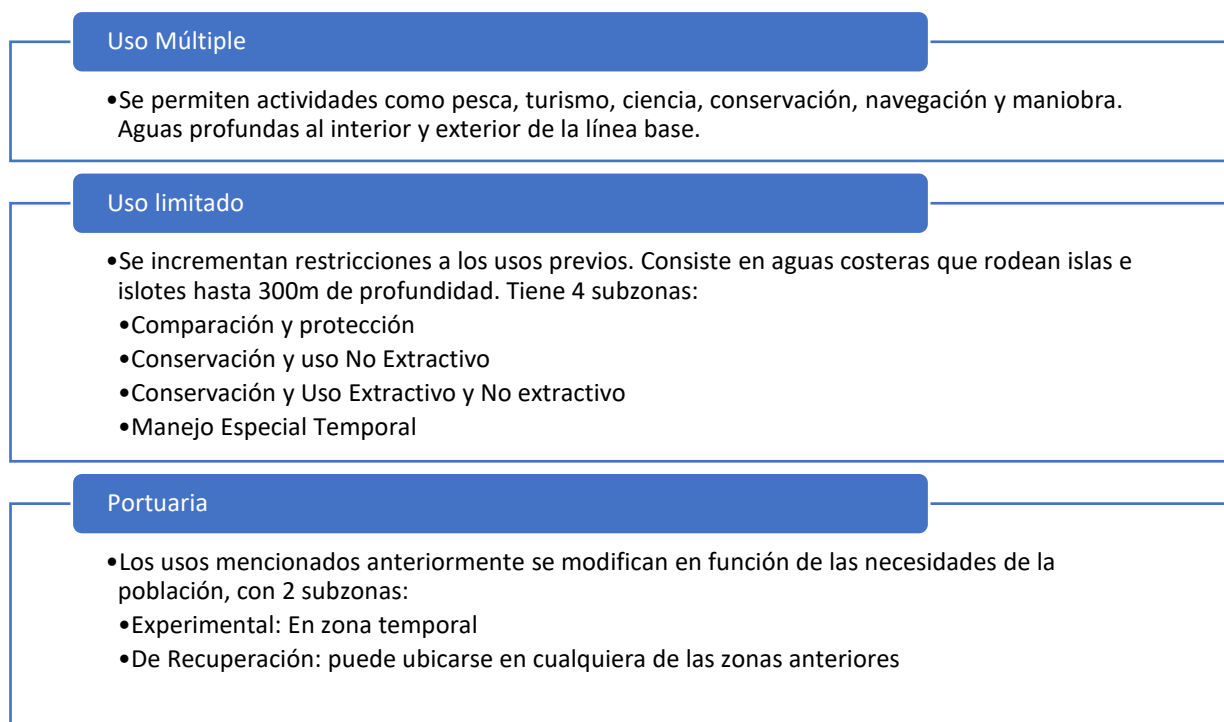 Uso Múltiple
•Se permiten actividades como pesca, turismo, ciencia, conservación, navegación y maniobra.
Aguas profundas al interior y exterior de la línea base.
Uso limitado
•Se incrementan restricciones a los usos previos. Consiste en aguas costeras que rodean islas e
islotes hasta 300m de profundidad. Tiene 4 subzonas:
•Comparación y protección
•Conservación y uso No Extractivo
•Conservación y Uso Extractivo y No extractivo
•Manejo Especial Temporal
Portuaria
•Los usos mencionados anteriormente se modifican en función de las necesidades de la
población, con 2 subzonas:
•Experimental: En zona temporal
•De Recuperación: puede ubicarse en cualquiera de las zonas anteriores